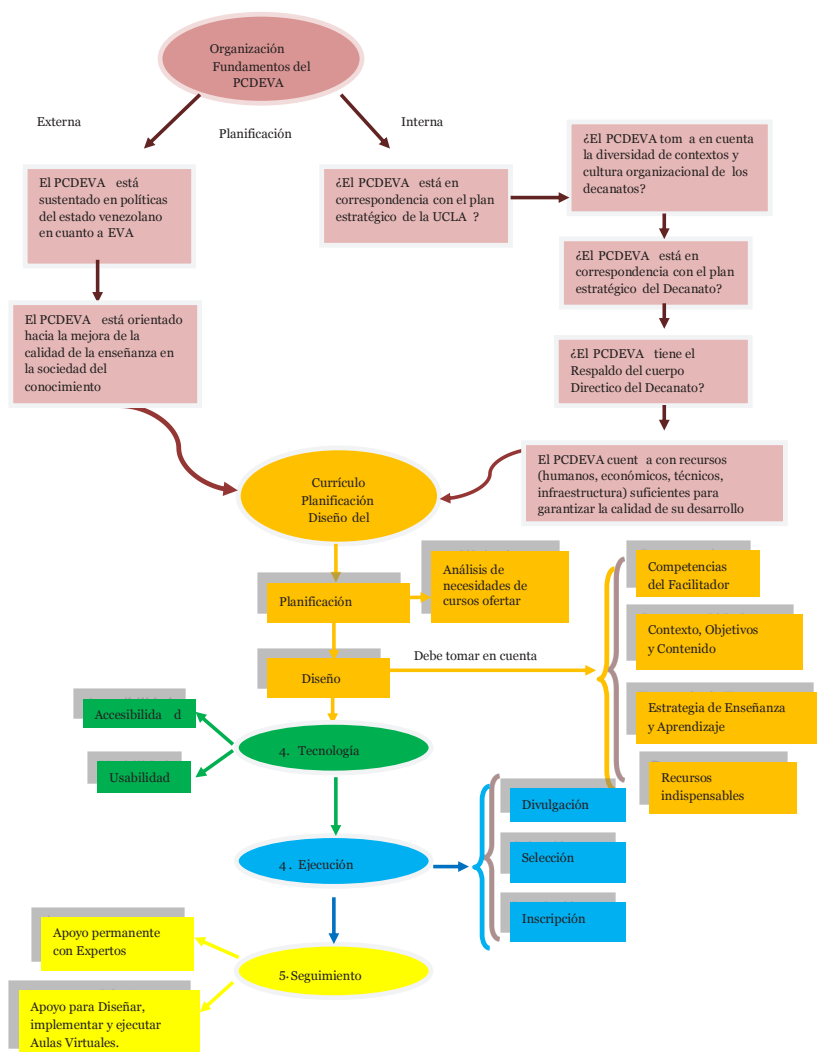 Organización
Fundamentos del
PCDEVA
Externa
Planificación
Interna
El PCDEVA está
sustentado en políticas
del estado venezolano
en cuanto a EVA
¿El PCDEVA está en
correspondencia con el plan
estratégico de la UCLA ?
¿El PCDEVA tom a en cuenta
la diversidad de contextos y
cultura organizacional de los
decanatos?
¿El PCDEVA está en
correspondencia con el plan
estratégico del Decanato?
El PCDEVA está orientado
hacia la mejora de la
calidad de la enseñanza en
la sociedad del
conocimiento
¿El PCDEVA tiene el
Respaldo del cuerpo
Directico del Decanato?
El PCDEVA cuent a con recursos
(humanos, económicos, técnicos,
infraestructura) suficientes para
garantizar la calidad de su desarrollo
Currículo
Planificación
Diseño del
Planificación
Análisis de
necesidades de
cursos ofertar
Competencias
del Facilitador
Contexto, Objetivos
y Contenido
Diseño
Debe tomar en cuenta
Estrategia de Enseñanza
y Aprendizaje
Recursos
indispensables
Accesibilida d
Usabilidad
4. Tecnología
Divulgación
Selección
Inscripción
4 . Ejecución
Apoyo permanente
con Expertos
5. Seguimiento
Apoyo para Diseñar,
implementar y ejecutar
Aulas Virtuales.